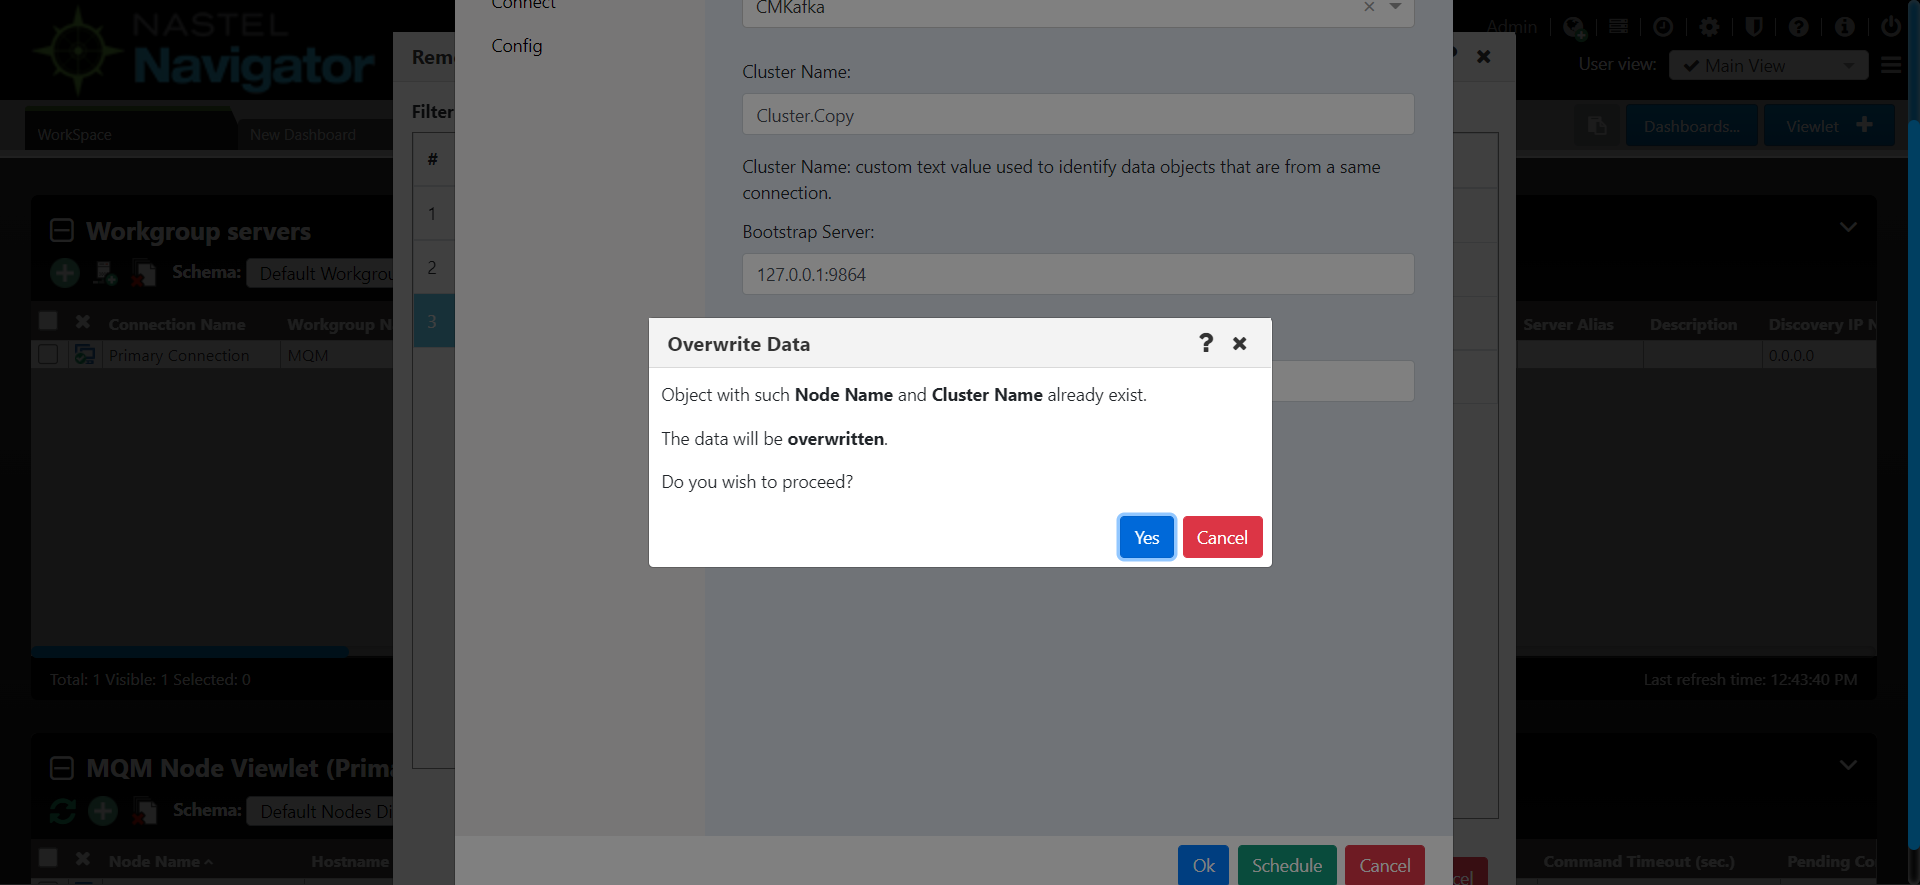 NASTEL
Navigator
Admin
User view:
Main View
WorkSpace
New Dashboard
Dashboards...
Viewlet
Workgroup servers
Schema:
Default Workgrou
Connection Name
Workgroup N
Primary Connection
MQM
Total: 1 Visible: 1 Selected: 0
MQM Node Viewlet (Prima
Schema:
Default Nodes Di
Node Name
Hostname
Rem
Filter
#
1
2
3
Connect
Config
CMKafka
Cluster Name:
Cluster.Copy
Cluster Name: custom text value used to identify data objects that are from a same
connection.
Bootstrap Server:
127.0.0.1:9864
Overwrite Data
Object with such Node Name and Cluster Name already exist.
The data will be overwritten.
Do you wish to proceed?
Yes
Cancel
Ok
Schedule
Cancel
cel
Server Alias
Description
Discovery IP N
0.0.0.0
Last refresh time: 12:43:40 PM
Command Timeout (sec.)
Pending Co